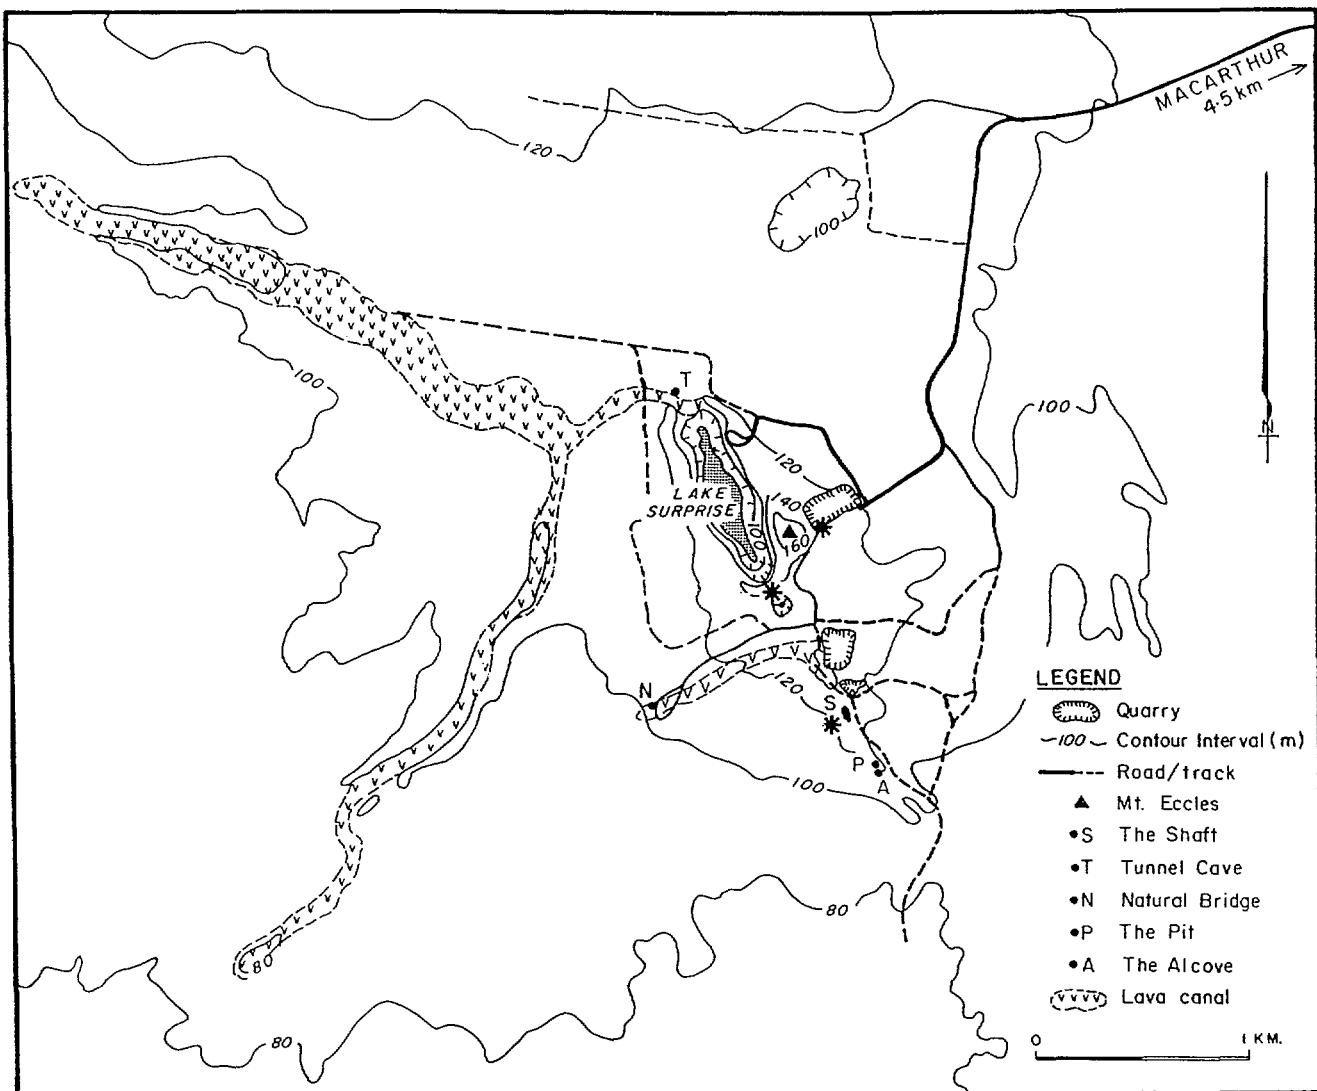 MACARTHUR
4·5 km
120
100
100
100
T
120
LAKE
SURPRISE
140
100
160
N
N
120
S
P
A
100
80
80
80
LEGEND
Quarry
100 Contour Interval (m)
Road/track
Mt. Eccles
S The Shaft
T Tunnel Cave
N Natural Bridge
P The Pit
A The Alcove
Lava canal
0 1 KM.